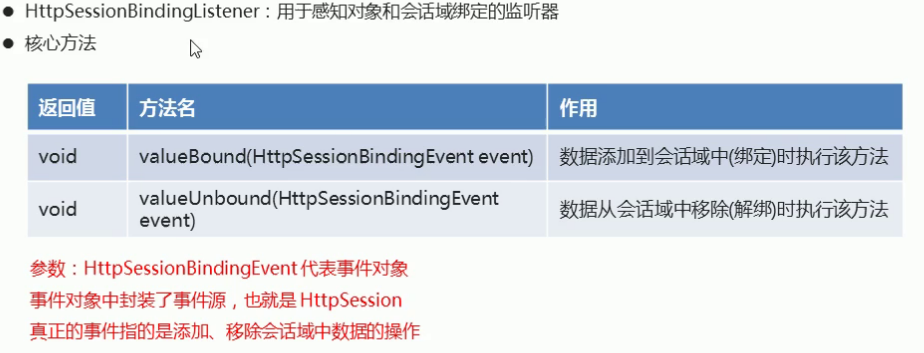 ● HttpSessionBindingListener：用于感知对象和会话域绑定的监听器
● 核心方法
返回值 方法名 作用
void valueBound(HttpSessionBindingEvent event) 数据添加到会话域中(绑定)时执行该方法
void valueUnbound(HttpSessionBindingEvent event) 数据从会话域中移除(解绑)时执行该方法
参数：HttpSessionBindingEvent 代表事件对象
事件对象中封装了事件源，也就是 HttpSession
真正的事件指的是添加、移除会话域中数据的操作